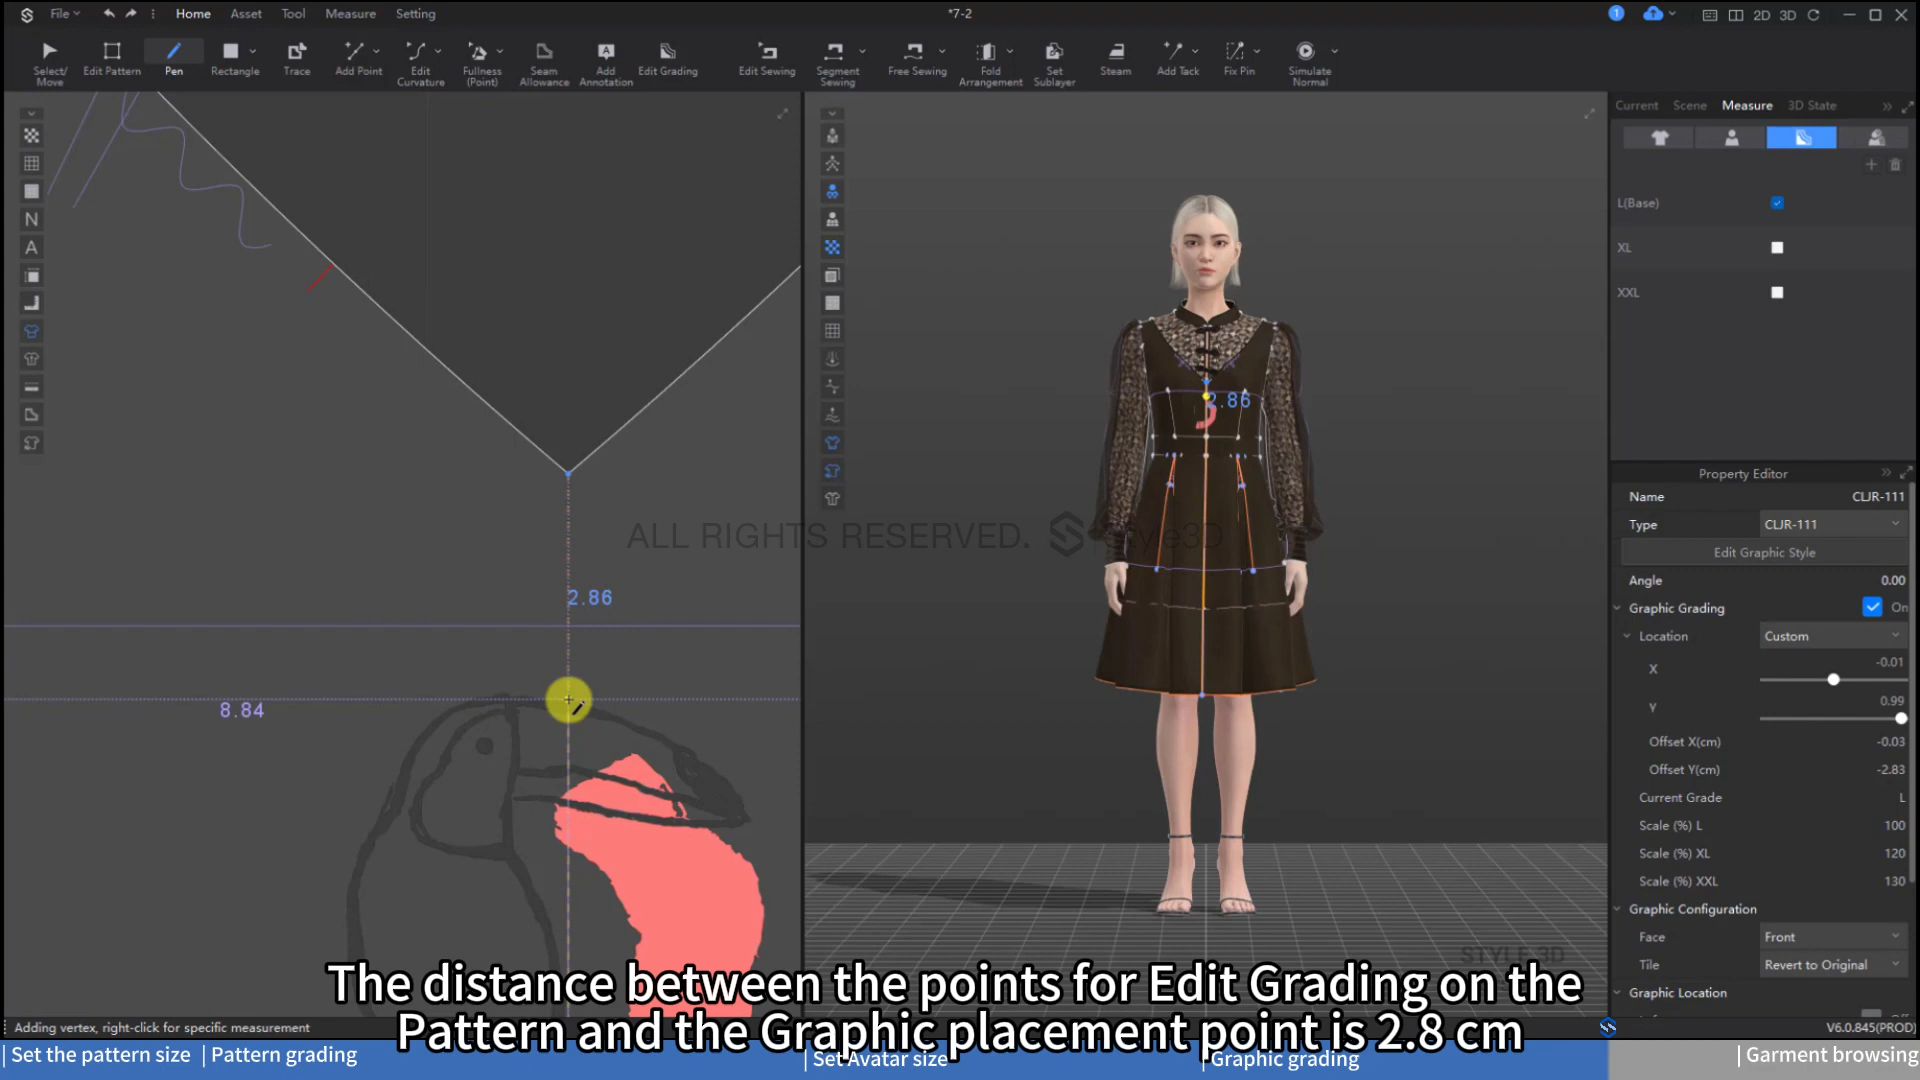 File
Home
Asset
Tool
Measure
Setting
*7-2
1
2D
3D
Select/
Move
Edit Pattern
Pen
Rectangle
Trace
Add Point
Edit
Curvature
Fullness
(Point)
Seam
Allowance
Add
Annotation
Edit Grading
Edit Sewing
Segment
Sewing
Free Sewing
Fold
Arrangement
Set
Sublayer
Steam
Add Tack
Fix Pin
Simulate
Normal
N
A
2.86
8.84
2.86
ALL RIGHTS RESERVED.
STYLE 3D
Current
Scene
Measure
3D State
L(Base)
XL
XXL
Property Editor
Name
CLJR-111
Type
CLJR-111
Edit Graphic Style
Angle
0.00
Graphic Grading
On
Location
Custom
X
-0.01
Y
0.99
Offset X(cm)
-0.03
Offset Y(cm)
-2.83
Current Grade
L
Scale (%) L
100
Scale (%) XL
120
Scale (%) XXL
130
Graphic Configuration
Face
Front
Tile
Revert to Original
Graphic Location
Adding vertex, right-click for specific measurement
V6.0.845(PROD)
The distance between the points for Edit Grading on the
Pattern and the Graphic placement point is 2.8 cm
| Set the pattern size
| Pattern grading
| Set Avatar size
| Graphic grading
| Garment browsing